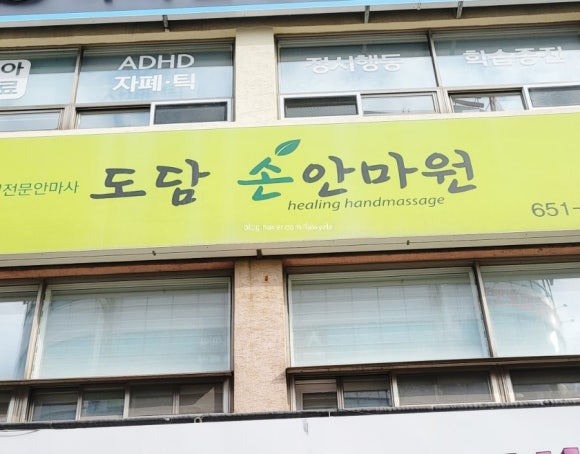 ADHD
자폐·틱
정서행동
학습증진
전문안마사
도담 손안마원
healing handmassage
651-